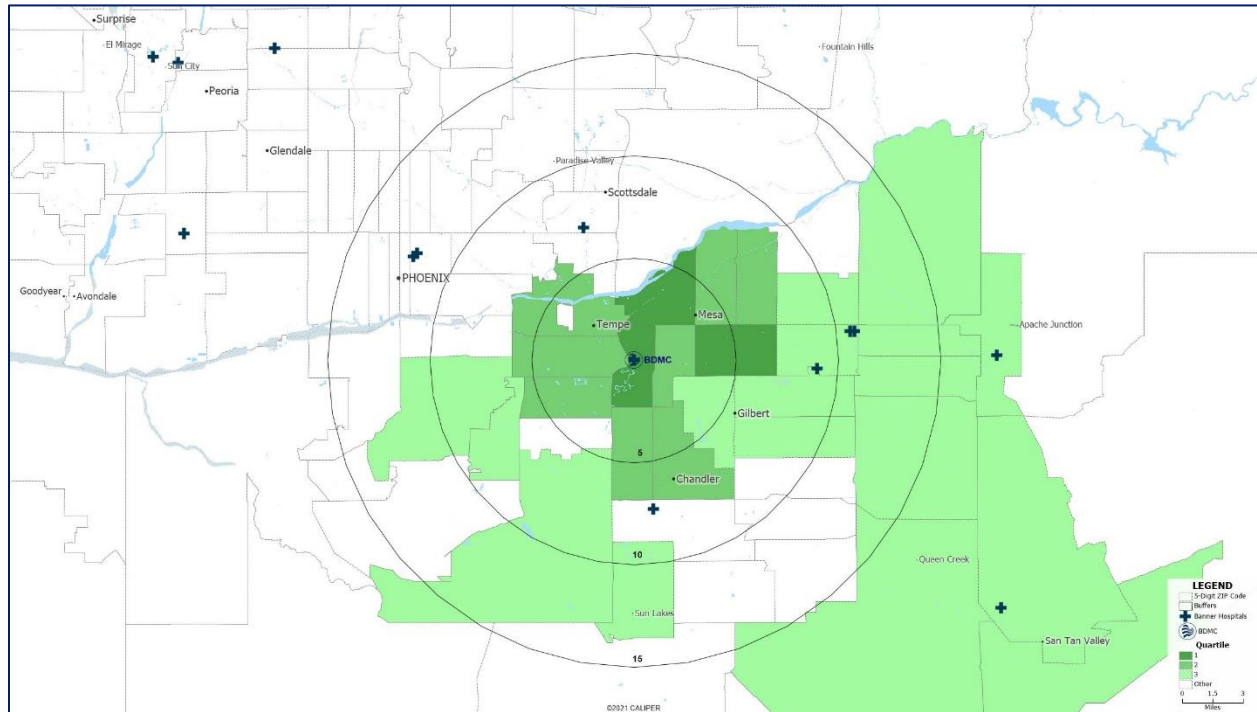 Surprise
El Mirage
Sun City
Fountain Hills
Peoria
Glendale
Paradise Valley
Scottsdale
PHOENIX
Goodyear
Avondale
Mesa
Tempe
Apache Junction
BDMC
Gilbert
5
Chandler
10
Queen Creek
Sun Lakes
San Tan Valley
15
LEGEND
5-Digit ZIP Code
Buffers
Banner Hospitals
BDMC
Quartile
1
2
3
Other
0 1.5 3
Miles
©2021 CALIPER